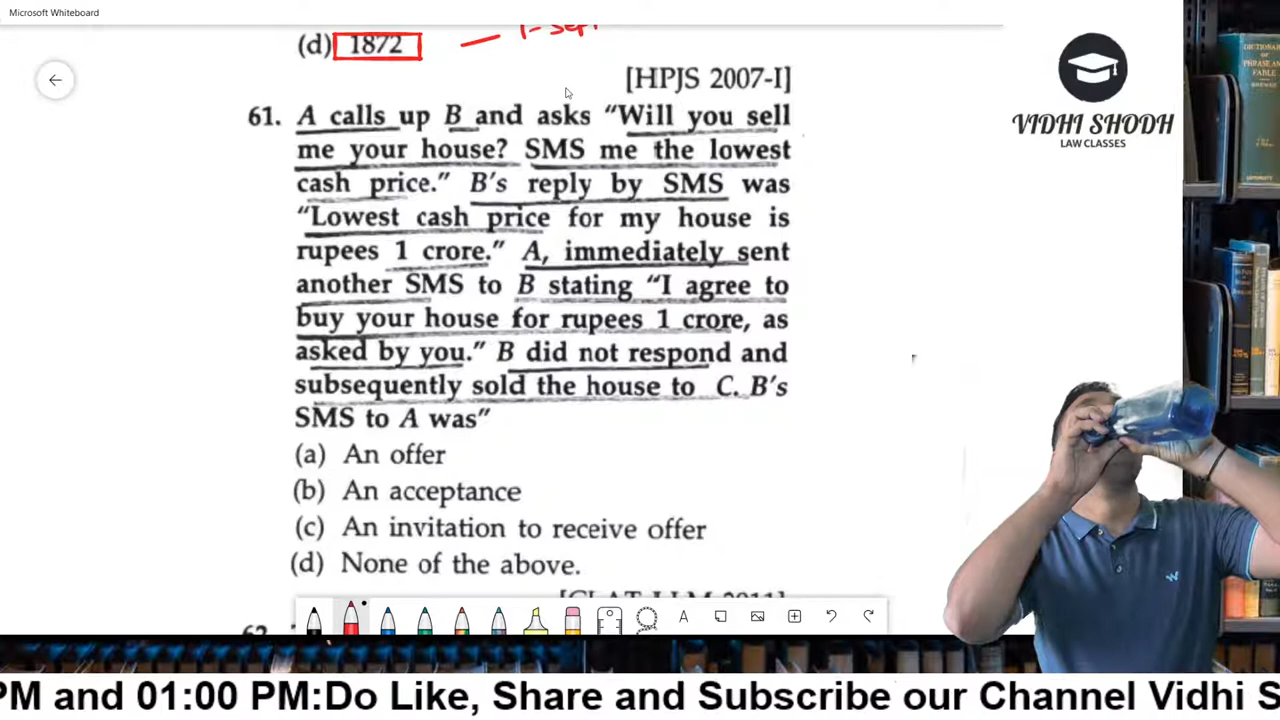 Microsoft Whiteboard
(d) 1872
[HPJS 2007-I]
61. A calls up B and asks “Will you sell
me your house? SMS me the lowest
cash price.” B’s reply by SMS was
“Lowest cash price for my house is
rupees 1 crore.” A, immediately sent
another SMS to B stating “I agree to
buy your house for rupees 1 crore, as
asked by you.” B did not respond and
subsequently sold the house to C. B’s
SMS to A was”
(a) An offer
(b) An acceptance
(c) An invitation to receive offer
(d) None of the above.
VIDHI SHODH
LAW CLASSES
DICTIONARY
PHRASE AND
FABLE
PM and 01:00 PM:Do Like, Share and Subscribe our Channel Vidhi S